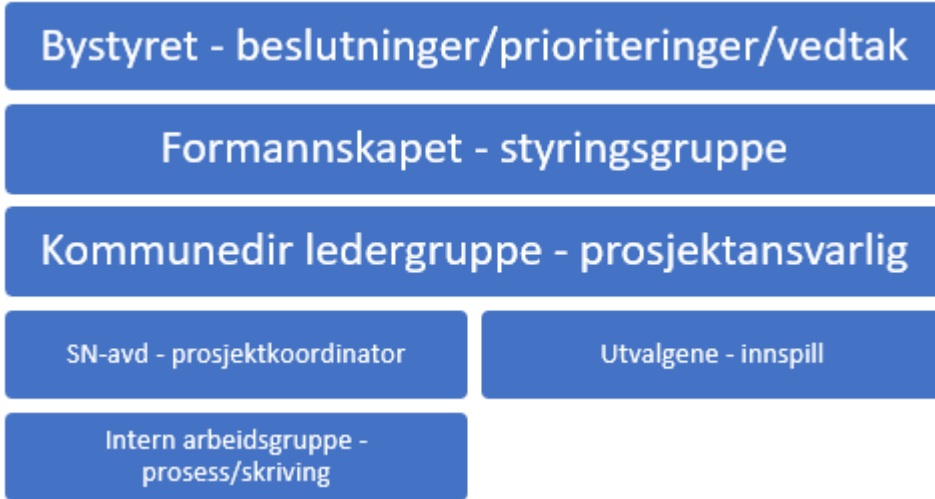 Bystyret - beslutninger/prioriteringer/vedtak
Formannskapet - styringsgruppe
Kommunedir ledergruppe - prosjektansvarlig
SN-avd - prosjektkoordinator
Utvalgene - innspill
Intern arbeidsgruppe -
prosess/skriving